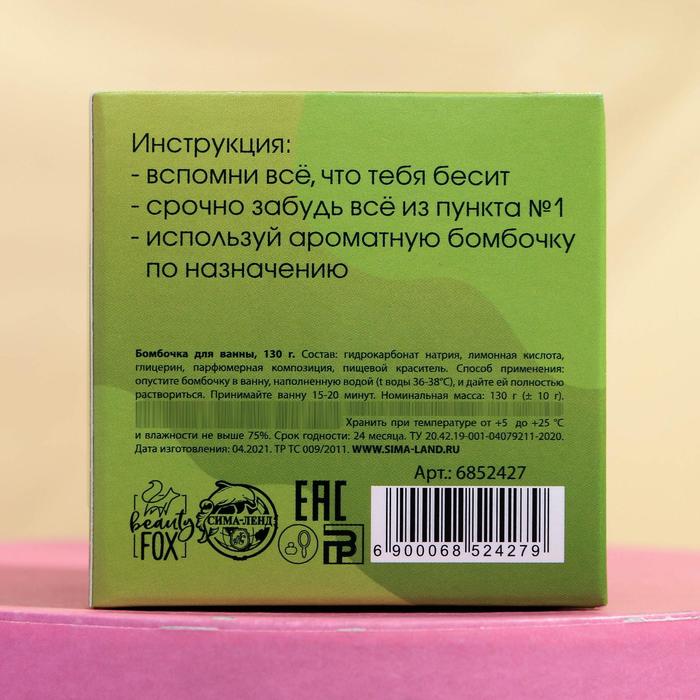 Инструкция:
- вспомни всё, что тебя бесит
- срочно забудь всё из пункта №1
- используй ароматную бомбочку
по назначению
Бомбочка для ванны, 130 г. Состав: гидрокарбонат натрия, лимонная кислота,
глицерин, парфюмерная композиция, пищевой краситель. Способ применения:
опустите бомбочку в ванну, наполненную водой (t воды 36-38°С), и дайте ей полностью
раствориться. Принимайте ванну 15-20 минут. Номинальная масса: 130 г (± 10 г).
Хранить при температуре от +5 до +25 °С
и влажности не выше 75%. Срок годности: 24 месяца. ТУ 20.42.19-001-04079211-2020.
Дата изготовления: 04.2021. ТР ТС 009/2011. WWW.SIMA-LAND.RU
Арт.: 6852427
beauty
FOX
СИМА-ЛЕНД
ЕАС
6 900068 524279